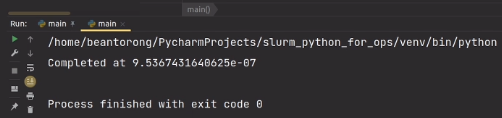 main()
Run: main main
/home/beantorong/PycharmProjects/slurm_python_for_ops/venv/bin/python
Completed at 9.5367431640625e-07
Process finished with exit code 0